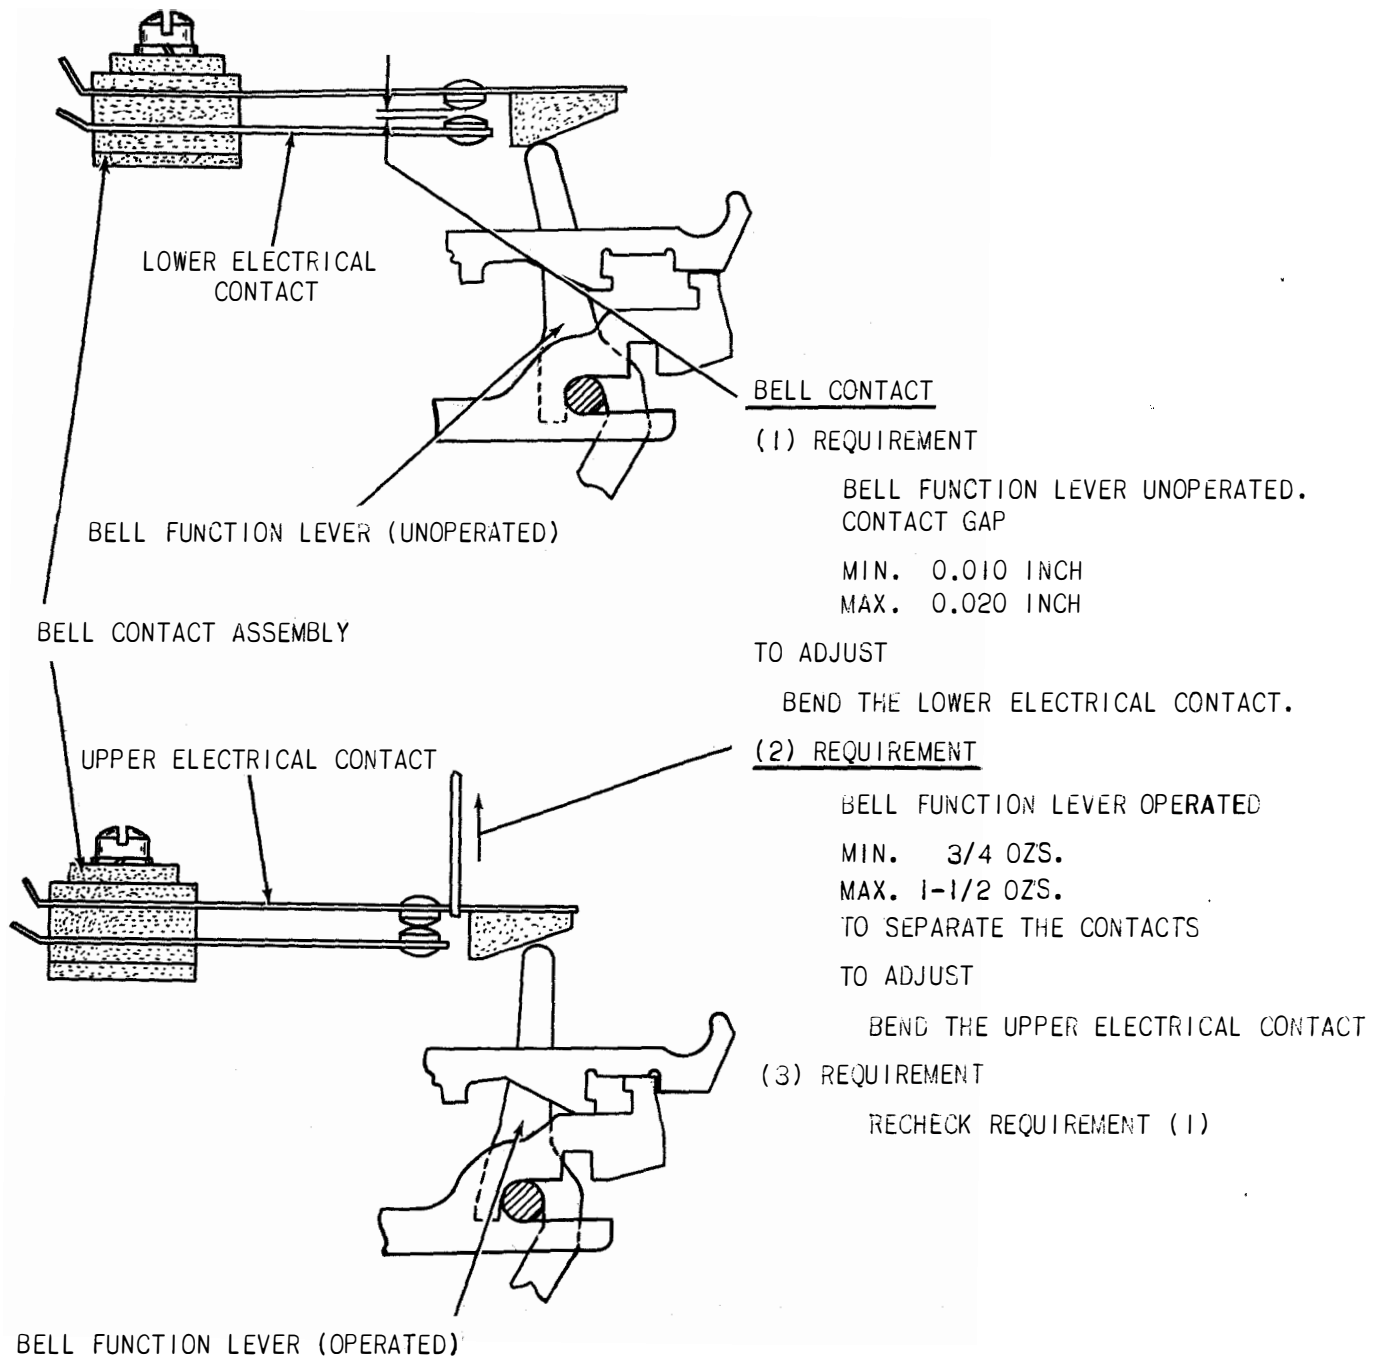 LOWER ELECTRICAL
CONTACT
BELL FUNCTION LEVER (UNOPERATED)
BELL CONTACT ASSEMBLY
UPPER ELECTRICAL CONTACT
BELL FUNCTION LEVER (OPERATED)
BELL CONTACT
(1) REQUIREMENT
BELL FUNCTION LEVER UNOPERATED.
CONTACT GAP
MIN. 0.010 INCH
MAX. 0.020 INCH
TO ADJUST
BEND THE LOWER ELECTRICAL CONTACT.
(2) REQUIREMENT
BELL FUNCTION LEVER OPERATED
MIN. 3/4 OZ'S.
MAX. 1-1/2 OZ'S.
TO SEPARATE THE CONTACTS
TO ADJUST
BEND THE UPPER ELECTRICAL CONTACT
(3) REQUIREMENT
RECHECK REQUIREMENT (1)